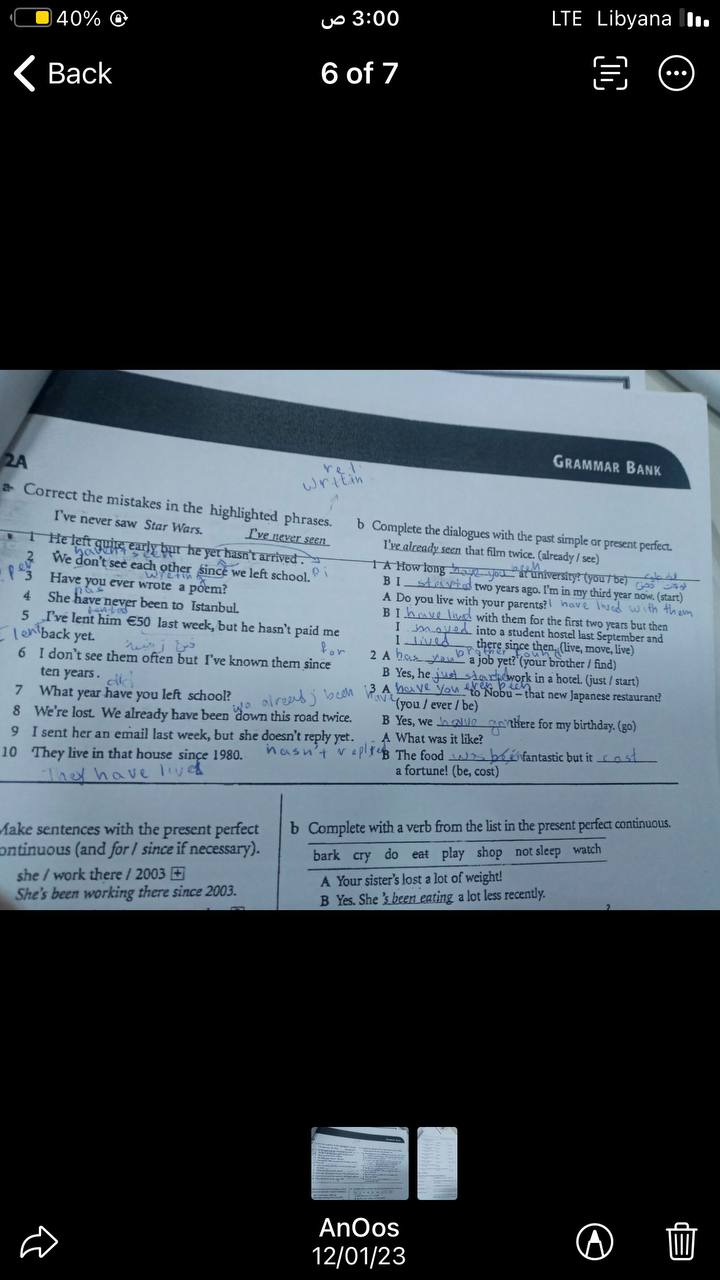 40%
3:00 ص
LTE Libyana
Back
6 of 7
GRAMMAR BANK
2A
a Correct the mistakes in the highlighted phrases.
I've never saw Star Wars. I've never seen
1 He left quite early but he yet hasn't arrived.
2 We don't see each other since we left school.
3 Have you ever wrote a poem?
4 She have never been to Istanbul.
has
5 I've lent him €50 last week, but he hasn't paid me
back yet.
lent
6 I don't see them often but I've known them since
ten years.
for
7 What year have you left school?
8 We're lost. We already have been down this road twice.
we already been have
9 I sent her an email last week, but she doesn't reply yet.
hasn't
10 They live in that house since 1980.
They have lived
b Complete the dialogues with the past simple or present perfect.
I've already seen that film twice. (already / see)
1 A How long have you been at university? (you / be)
B I started two years ago. I'm in my third year now. (start)
A Do you live with your parents? I have lived with them
B I have lived with them for the first two years but then
I moved into a student hostel last September and
I lived there since then. (live, move, live)
2 A has you brother found a job yet? (your brother / find)
B Yes, he just started work in a hotel. (just / start)
3 A have you ever been to Nobu – that new Japanese restaurant?
(you / ever / be)
B Yes, we have gone there for my birthday. (go)
A What was it like?
B The food fantastic but it cost
a fortune! (be, cost)
Make sentences with the present perfect
continuous (and for / since if necessary).
she / work there / 2003 +
She's been working there since 2003.
b Complete with a verb from the list in the present perfect continuous.
bark cry do eat play shop not sleep watch
A Your sister's lost a lot of weight!
B Yes. She 's been eating a lot less recently.
AnOos
12/01/23